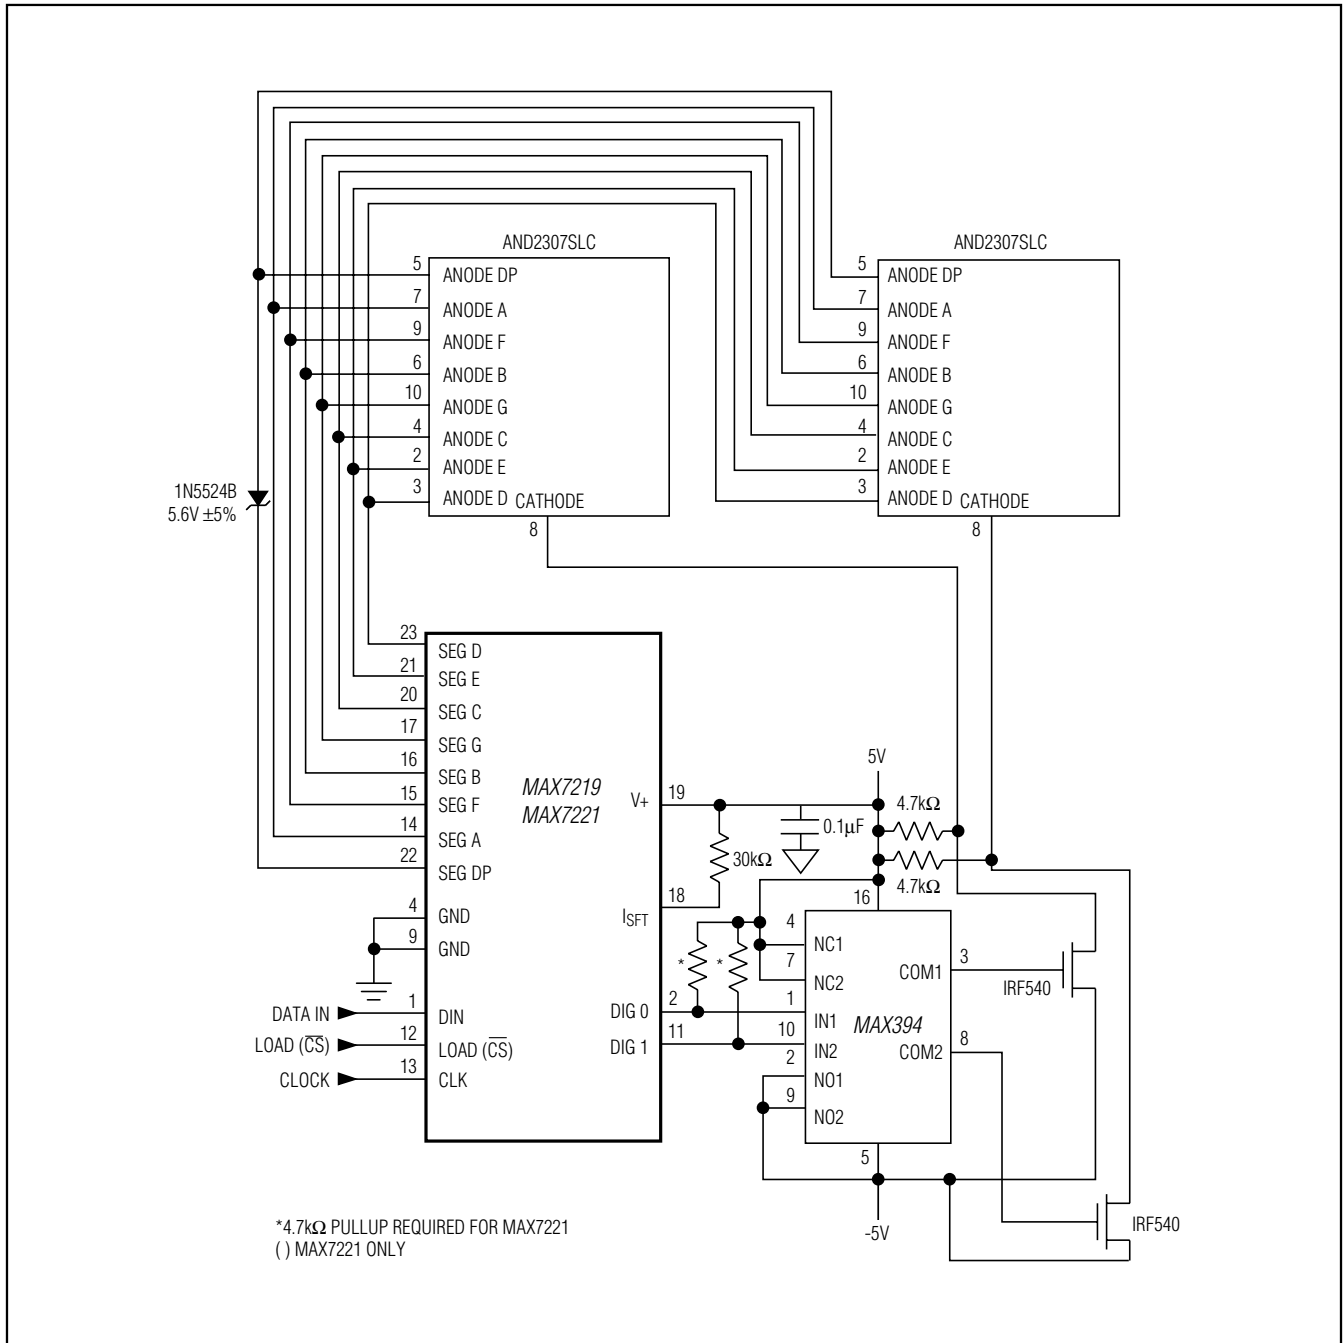 AND2307SLC
5
ANODE DP
7
ANODE A
9
ANODE F
6
ANODE B
10
ANODE G
4
ANODE C
2
ANODE E
3
ANODE D
CATHODE
8
AND2307SLC
5
ANODE DP
7
ANODE A
9
ANODE F
6
ANODE B
10
ANODE G
4
ANODE C
2
ANODE E
3
ANODE D
CATHODE
8
1N5524B
5.6V ±5%
23
SEG D
21
SEG E
20
SEG C
17
SEG G
16
SEG B
15
SEG F
14
SEG A
22
SEG DP
4
GND
9
GND
DATA IN
1
DIN
LOAD (C̅S̅)
12
LOAD (C̅S̅)
CLOCK
13
CLK
MAX7219
MAX7221
V+
19
ISFT
18
DIG 0
2
DIG 1
11
30kΩ
0.1µF
5V
4.7kΩ
4.7kΩ
*
*
16
4
NC1
7
NC2
1
IN1
10
IN2
2
NO1
9
NO2
MAX394
COM1
3
COM2
8
5
-5V
IRF540
IRF540
*4.7kΩ PULLUP REQUIRED FOR MAX7221
( ) MAX7221 ONLY